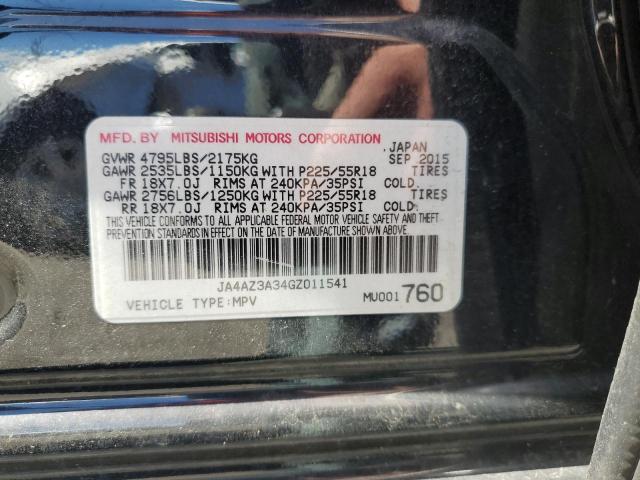 MFD. BY MITSUBISHI MOTORS CORPORATION JAPAN
GVWR 4795LBS/2175KG SEP 2015
GAWR 2535LBS/1150KG WITH P225/55R18 TIRES
FR 18X7.0J RIMS AT 240KPA/35PSI COLD.
GAWR 2756LBS/1250KG WITH P225/55R18 TIRES
RR 18X7.0J RIMS AT 240KPA/35PSI COLD.
THIS VEHICLE CONFORMS TO ALL APPLICABLE FEDERAL MOTOR VEHICLE SAFETY AND THEFT
PREVENTION STANDARDS IN EFFECT ON THE DATE OF MANUFACTURE SHOWN ABOVE.
JA4AZ3A34GZ011541
VEHICLE TYPE:MPV MU001 760